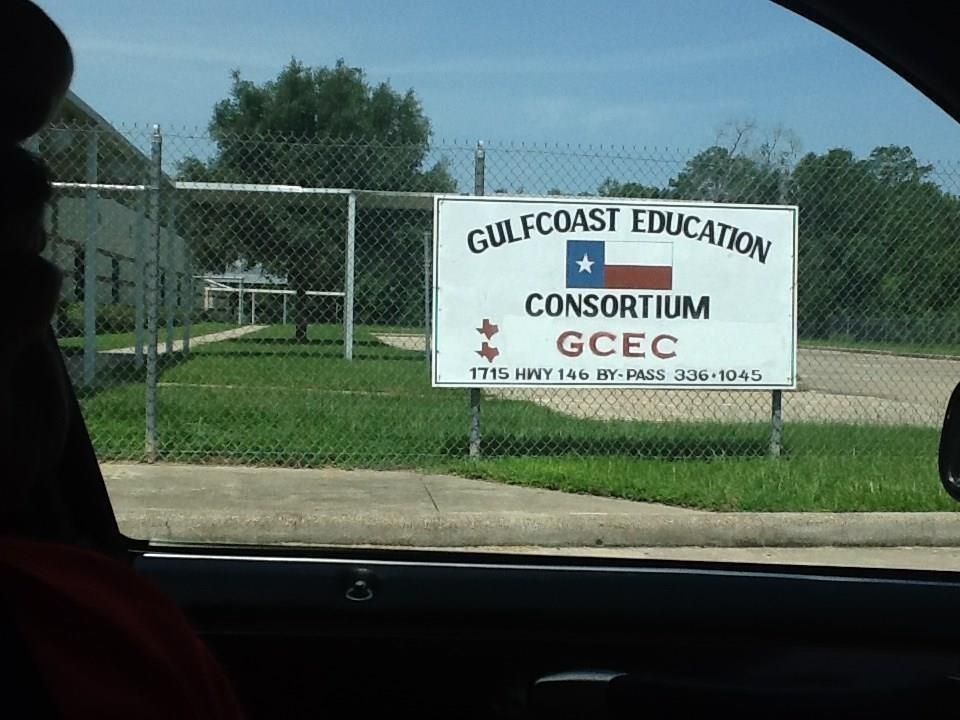 GULFCOAST EDUCATION
CONSORTIUM
GCEC
1715 HWY 146 BY-PASS 336•1045